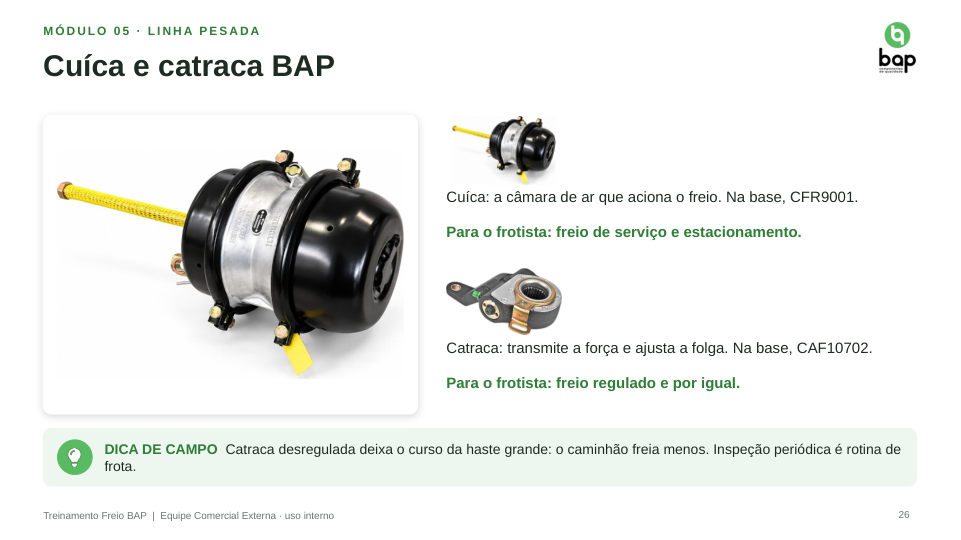 MÓDULO 05 · LINHA PESADA
Cuíca e catraca BAP
bap
Cuíca: a câmara de ar que aciona o freio. Na base, CFR9001.
Para o frotista: freio de serviço e estacionamento.
Catraca: transmite a força e ajusta a folga. Na base, CAF10702.
Para o frotista: freio regulado e por igual.
DICA DE CAMPO Catraca desregulada deixa o curso da haste grande: o caminhão freia menos. Inspeção periódica é rotina de
frota.
Treinamento Freio BAP | Equipe Comercial Externa · uso interno
26